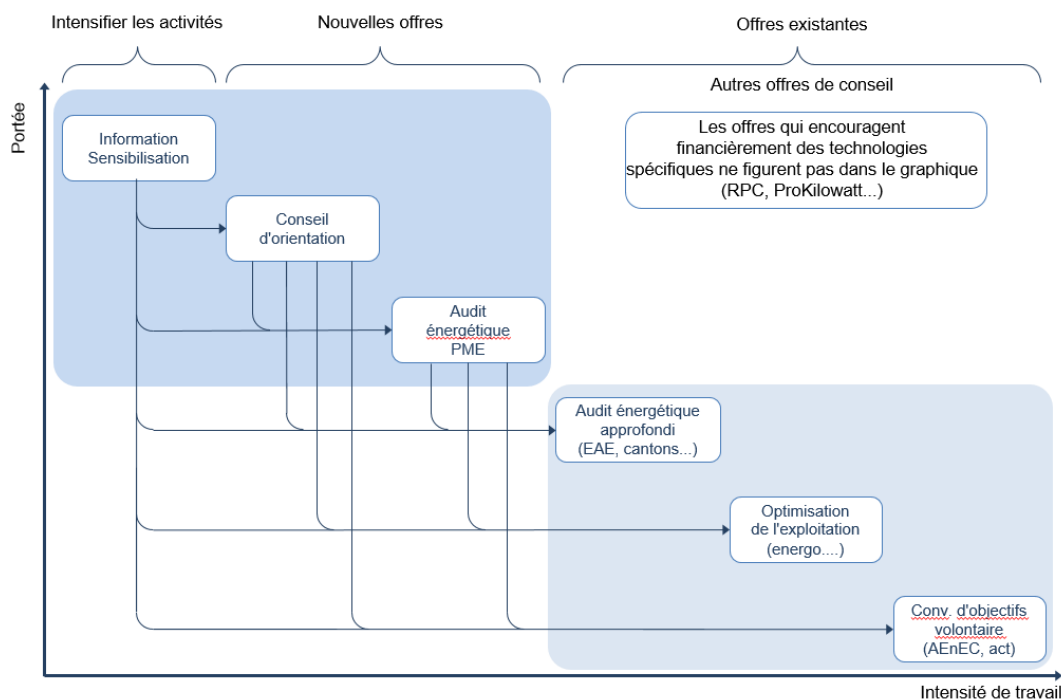 Intensifier les activités
Nouvelles offres
Offres existantes
Autres offres de conseil
Portée
Information
Sensibilisation
Les offres qui encouragent
financièrement des technologies
spécifiques ne figurent pas dans le graphique
(RPC, ProKilowatt...)
Conseil
d'orientation
Audit
énergétique
PME
Audit énergétique
approfondi
(EAE, cantons...)
Optimisation
de l'exploitation
(energo....)
Conv. d'objectifs
volontaire
(AEnEC, act)
Intensité de travail